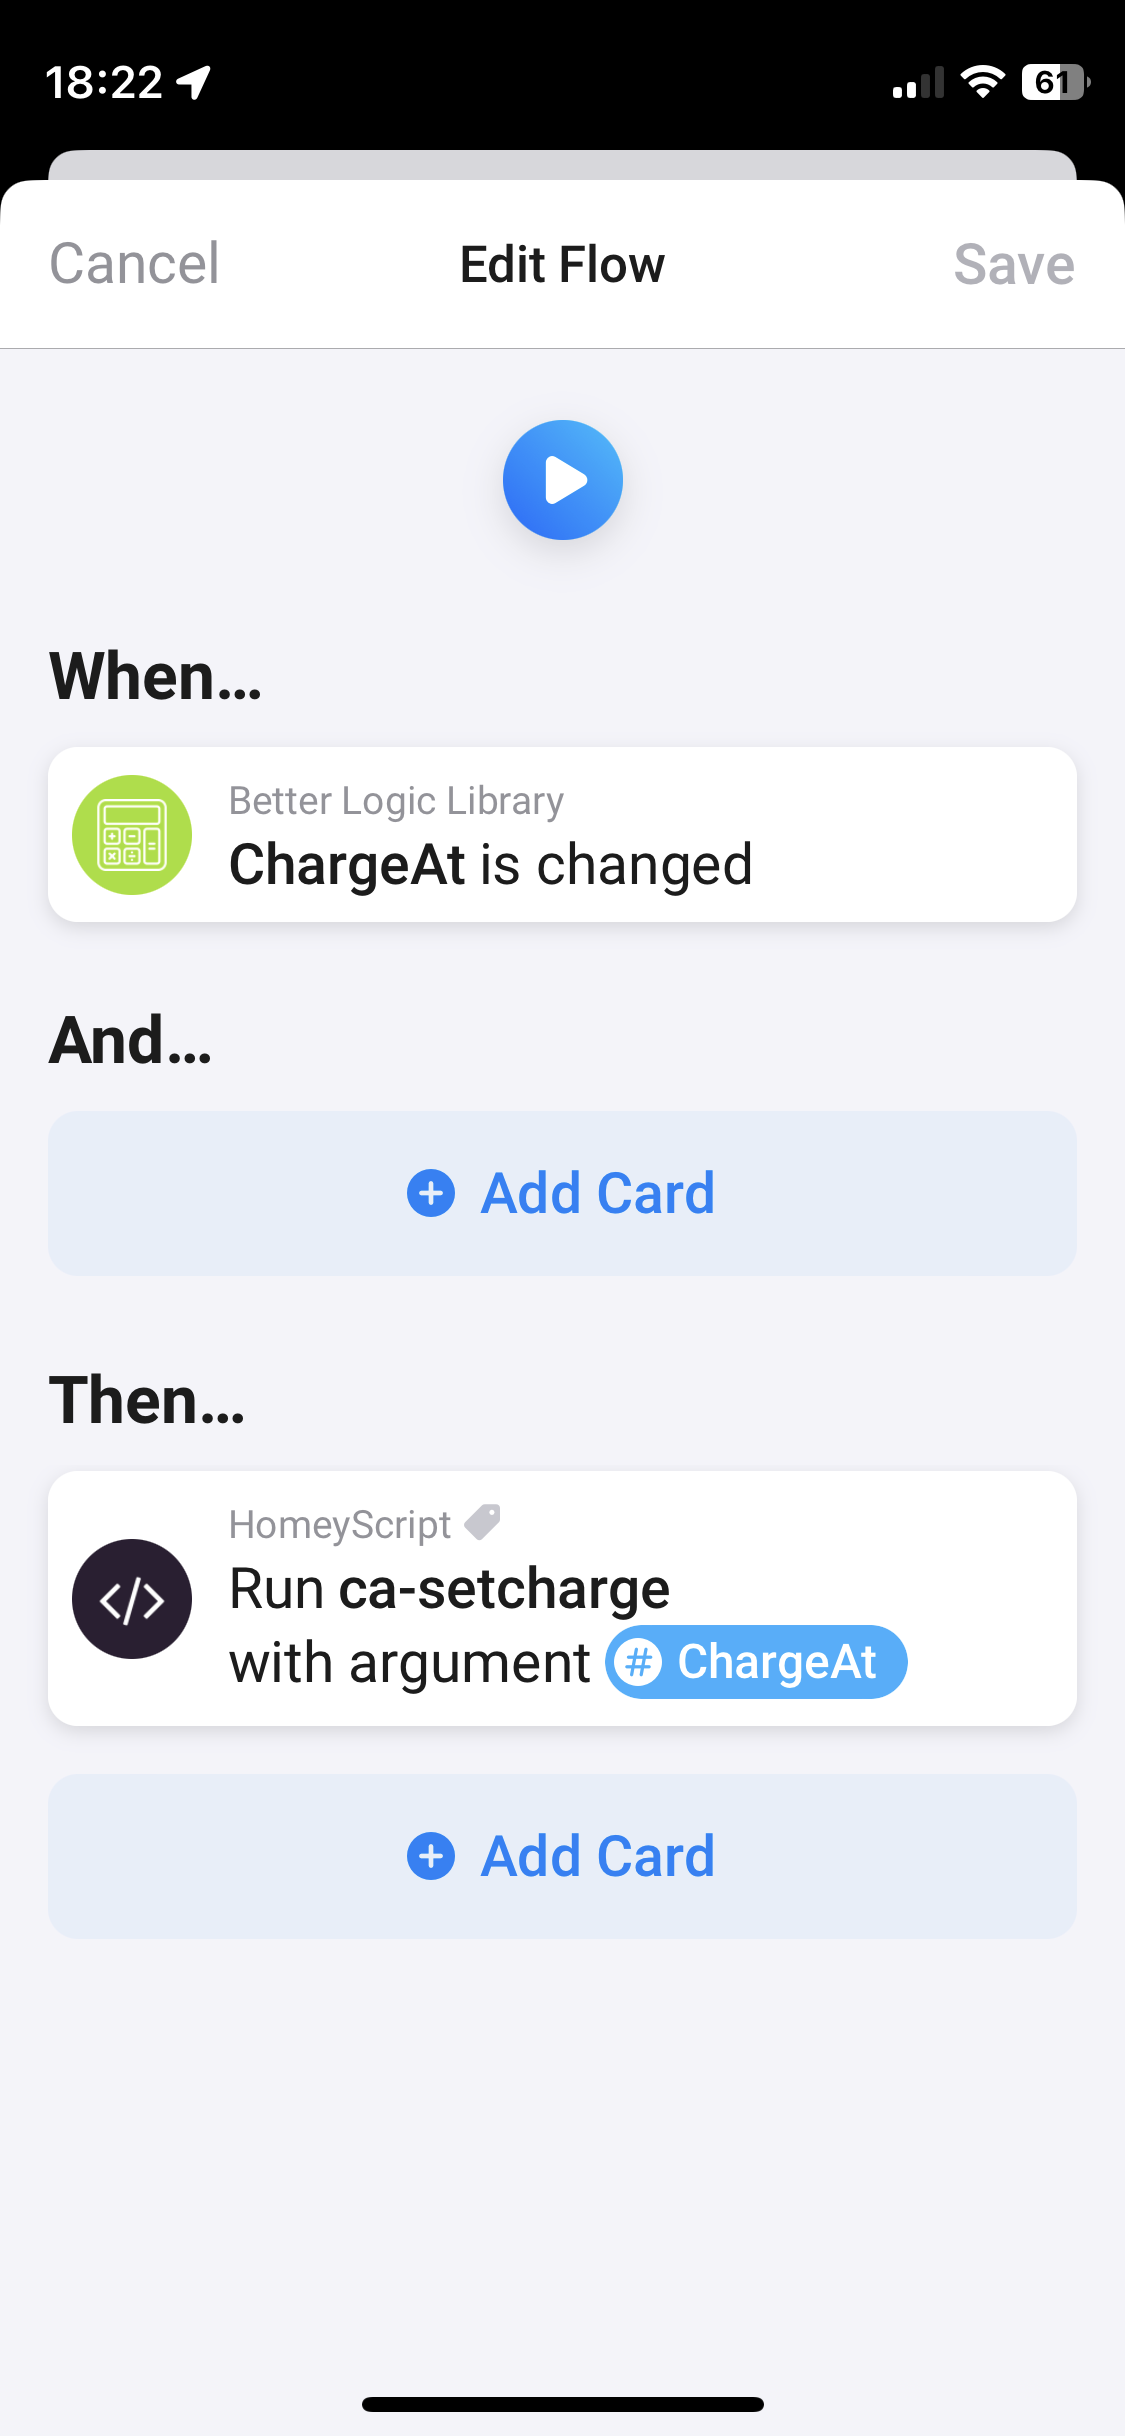 18:22
61
Cancel
Edit Flow
Save
When...
Better Logic Library
ChargeAt is changed
And...
Add Card
Then...
HomeyScript
Run ca-setcharge
with argument # ChargeAt
Add Card